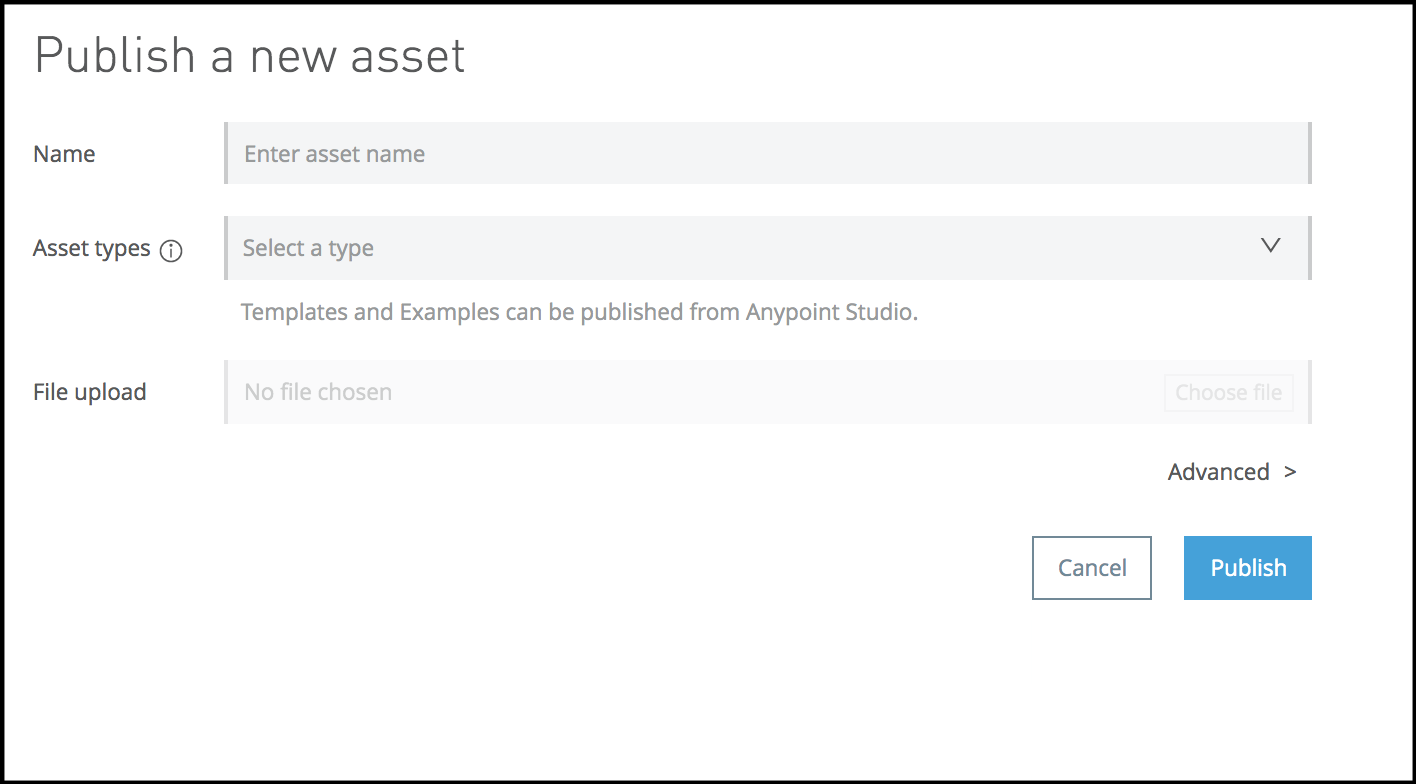 Publish a new asset
Name
Enter asset name
Asset types
Select a type
Templates and Examples can be published from Anypoint Studio.
File upload
No file chosen
Choose file
Advanced >
Cancel
Publish